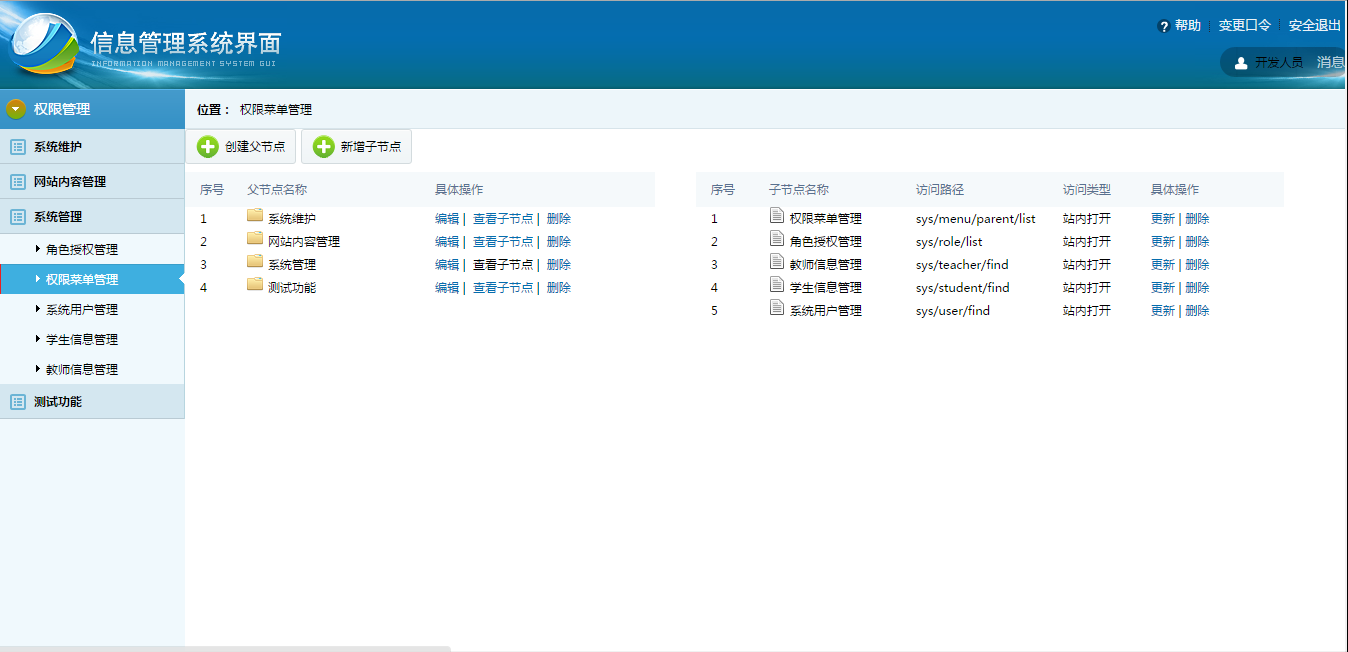 信息管理系统界面
INFORMATION MANAGEMENT SYSTEM GUI
? 帮助 变更口令 安全退出
开发人员 消息
权限管理
系统维护
网站内容管理
系统管理
角色授权管理
权限菜单管理
系统用户管理
学生信息管理
教师信息管理
测试功能
位置： 权限菜单管理
创建父节点 新增子节点
序号 父节点名称 具体操作
1 系统维护 编辑 | 查看子节点 | 删除
2 网站内容管理 编辑 | 查看子节点 | 删除
3 系统管理 编辑 | 查看子节点 | 删除
4 测试功能 编辑 | 查看子节点 | 删除
序号 子节点名称 访问路径 访问类型 具体操作
1 权限菜单管理 sys/menu/parent/list 站内打开 更新 | 删除
2 角色授权管理 sys/role/list 站内打开 更新 | 删除
3 教师信息管理 sys/teacher/find 站内打开 更新 | 删除
4 学生信息管理 sys/student/find 站内打开 更新 | 删除
5 系统用户管理 sys/user/find 站内打开 更新 | 删除